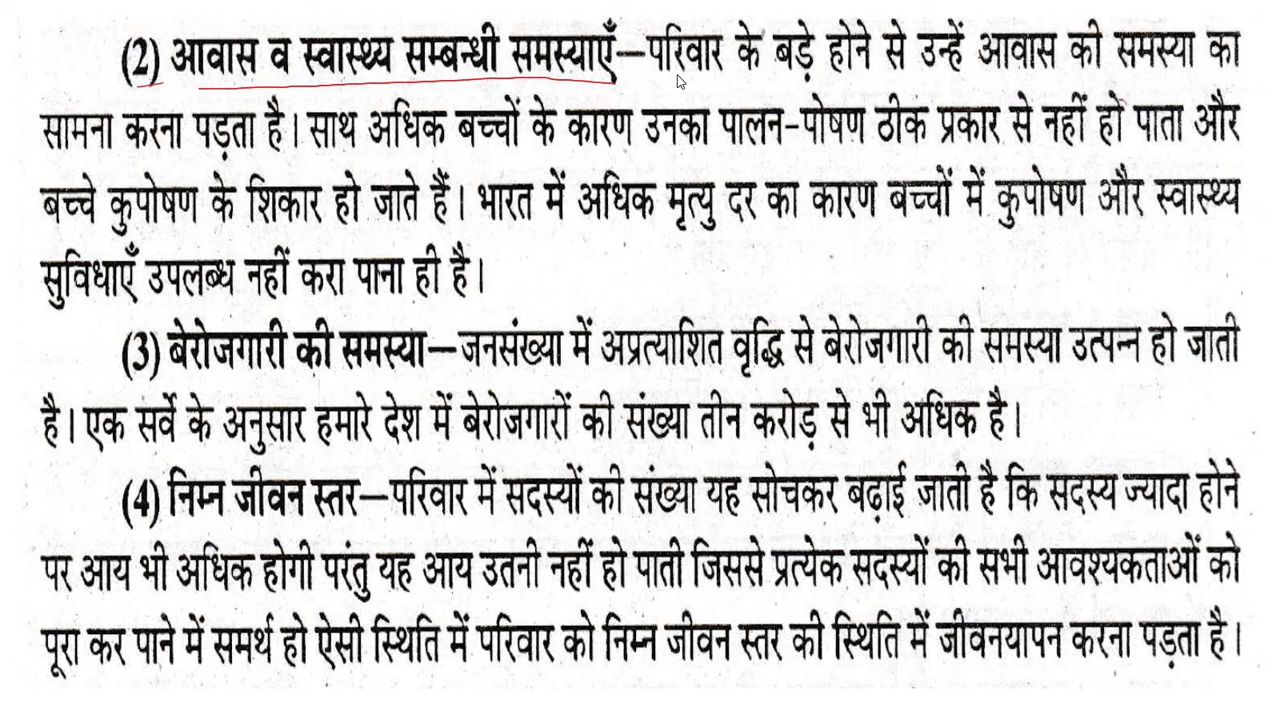 (2) आवास व स्वास्थ्य सम्बन्धी समस्याएँ—परिवार के बड़े होने से उन्हें आवास की समस्या का
सामना करना पड़ता है। साथ अधिक बच्चों के कारण उनका पालन-पोषण ठीक प्रकार से नहीं हो पाता और
बच्चे कुपोषण के शिकार हो जाते हैं। भारत में अधिक मृत्यु दर का कारण बच्चों में कुपोषण और स्वास्थ्य
सुविधाएँ उपलब्ध नहीं करा पाना ही है।
(3) बेरोजगारी की समस्या—जनसंख्या में अप्रत्याशित वृद्धि से बेरोजगारी की समस्या उत्पन्न हो जाती
है। एक सर्वे के अनुसार हमारे देश में बेरोजगारों की संख्या तीन करोड़ से भी अधिक है।
(4) निम्न जीवन स्तर—परिवार में सदस्यों की संख्या यह सोचकर बढ़ाई जाती है कि सदस्य ज्यादा होने
पर आय भी अधिक होगी परंतु यह आय उतनी नहीं हो पाती जिससे प्रत्येक सदस्यों की सभी आवश्यकताओं को
पूरा कर पाने में समर्थ हो ऐसी स्थिति में परिवार को निम्न जीवन स्तर की स्थिति में जीवनयापन करना पड़ता है।